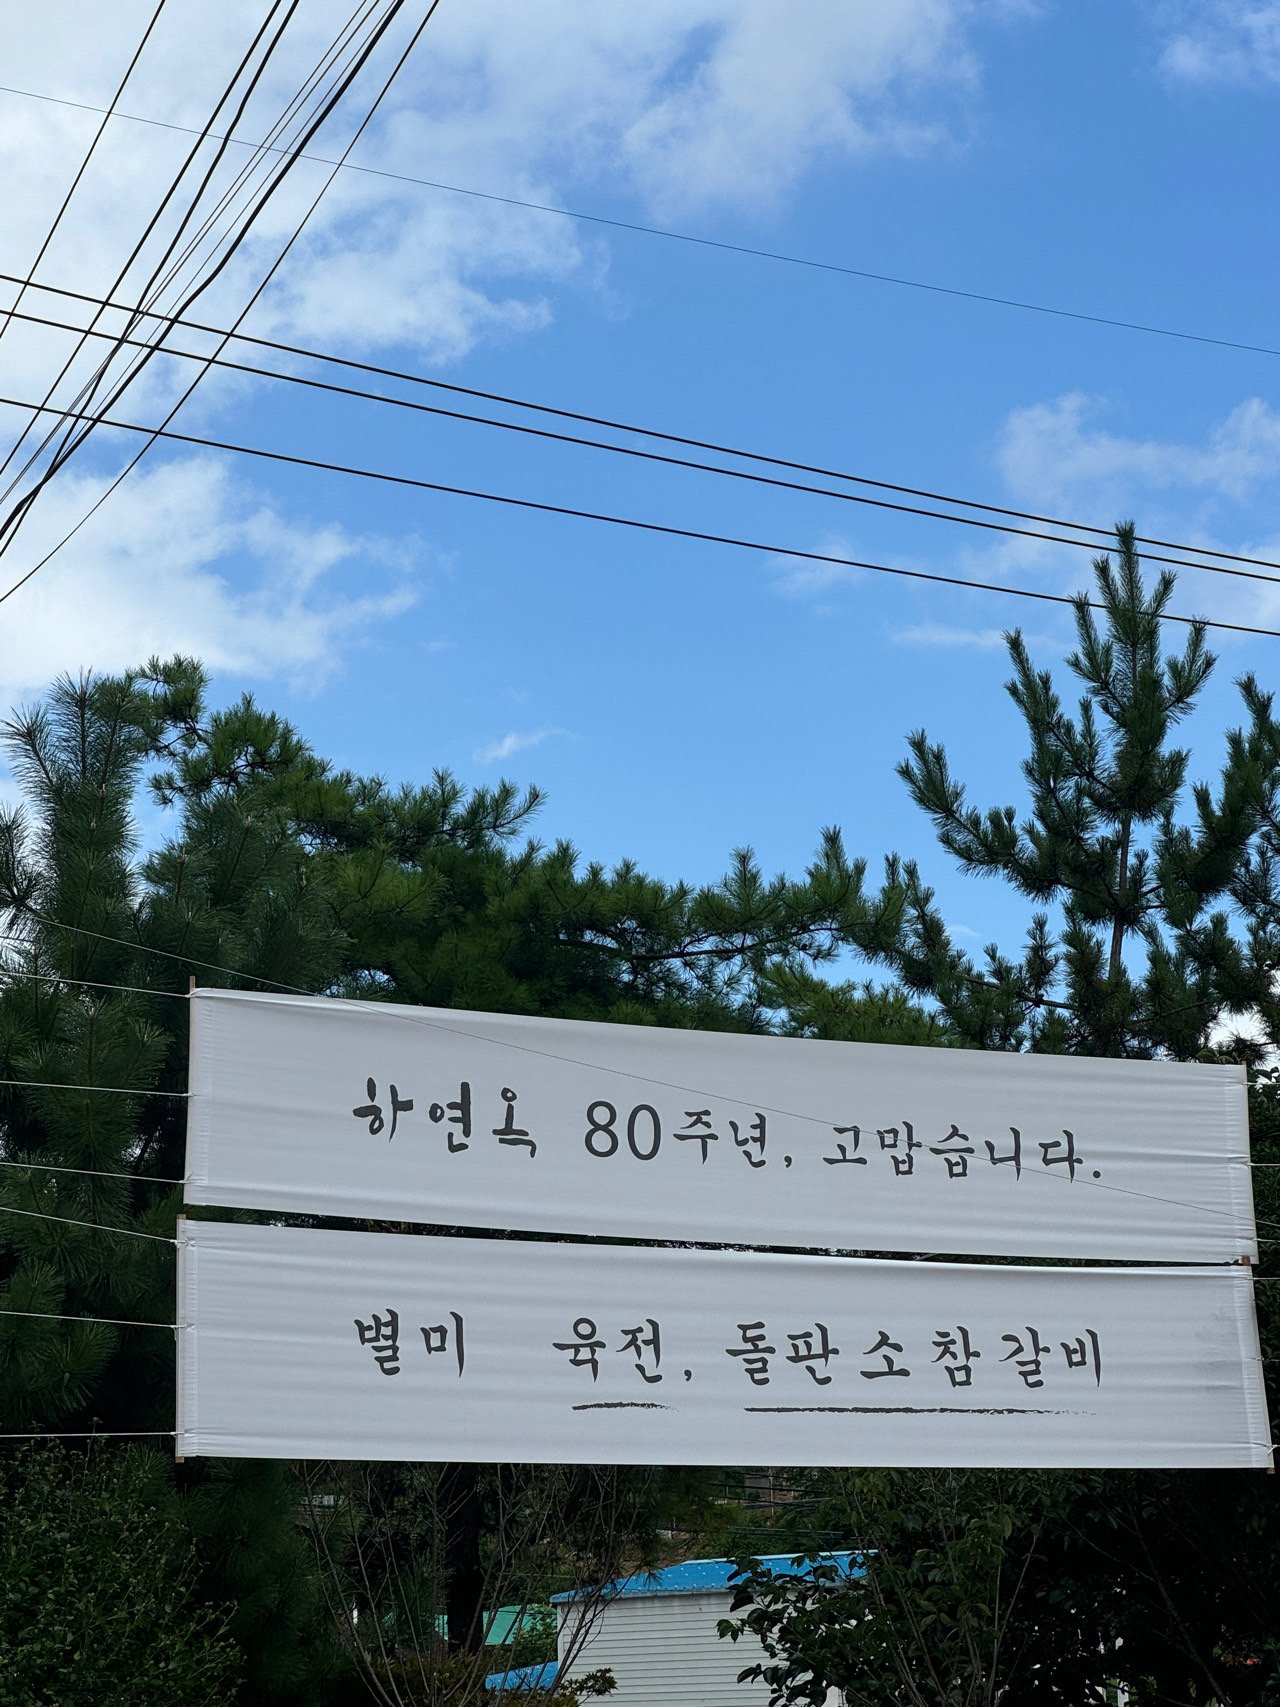 하연옥 80주년, 고맙습니다.
별미 육전, 돌판소참갈비